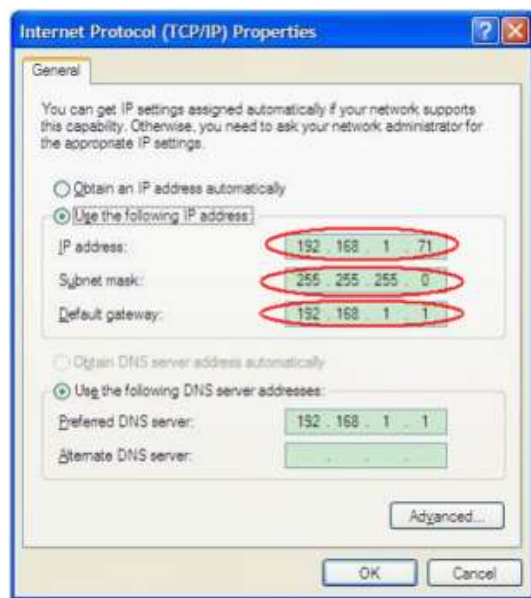 Internet Protocol (TCP/IP) Properties
General
You can get IP settings assigned automatically if your network supports
this capability. Otherwise, you need to ask your network administrator for
the appropriate IP settings.
Obtain an IP address automatically
Use the following IP address:
IP address: 192 . 168 . 1 . 71
Subnet mask: 255 . 255 . 255 . 0
Default gateway: 192 . 168 . 1 . 1
Obtain DNS server address automatically
Use the following DNS server addresses:
Preferred DNS server: 192 . 168 . 1 . 1
Alternate DNS server: . . .
Advanced...
OK Cancel